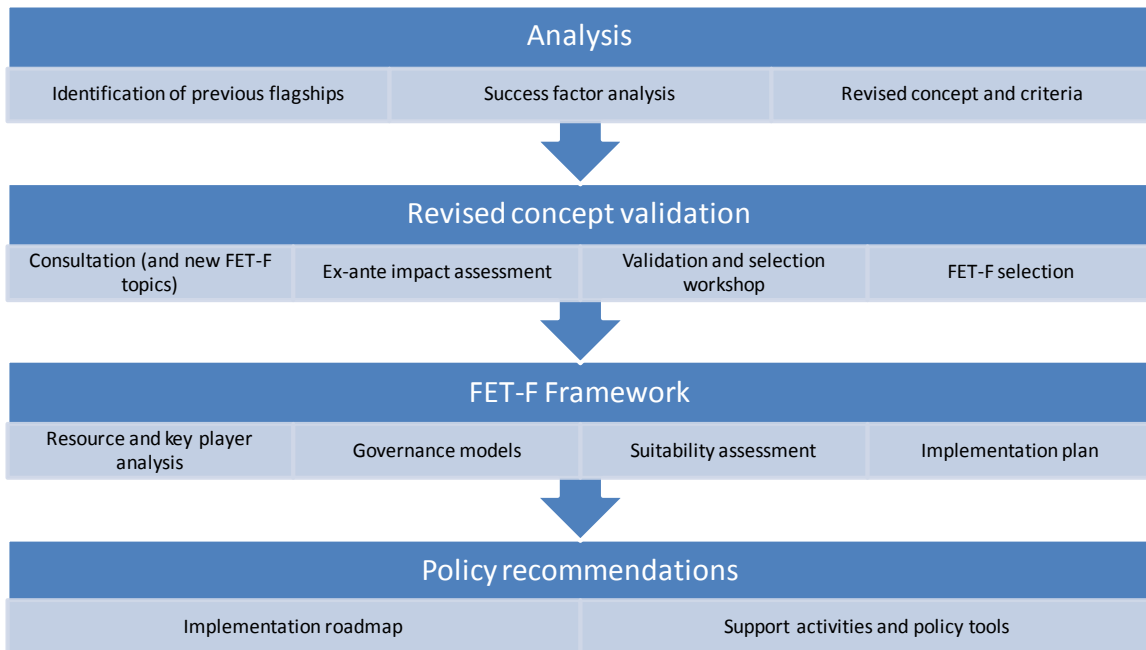 Analysis
Identification of previous flagships
Success factor analysis
Revised concept and criteria
Revised concept validation
Consultation (and new FET-F
topics)
Ex-ante impact assessment
Validation and selection
workshop
FET-F selection
FET-F Framework
Resource and key player
analysis
Governance models
Suitability assessment
Implementation plan
Policy recommendations
Implementation roadmap
Support activities and policy tools